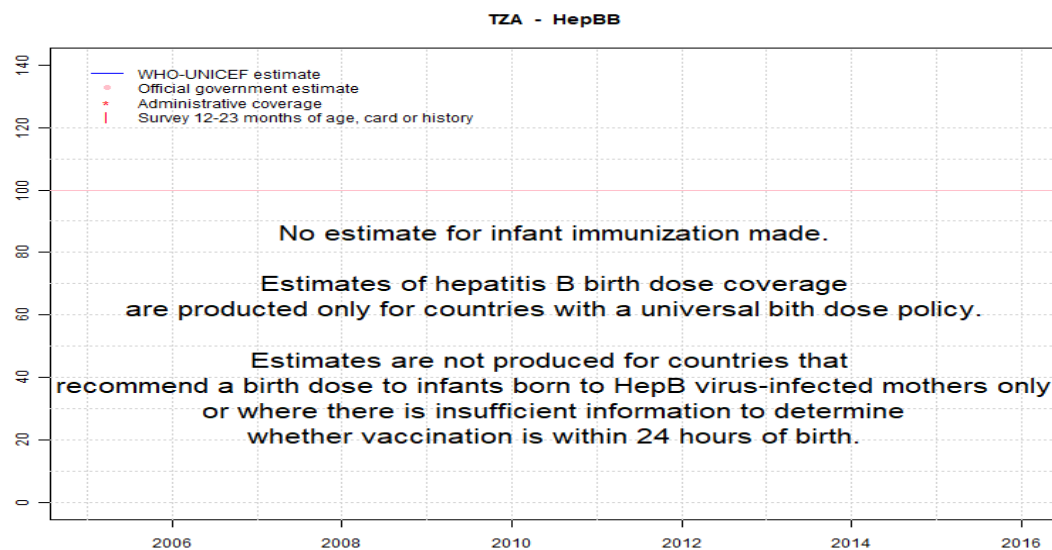 TZA - HepBB
140
120
100
80
60
40
20
0
WHO-UNICEF estimate
Official government estimate
Administrative coverage
Survey 12-23 months of age, card or history
No estimate for infant immunization made.
Estimates of hepatitis B birth dose coverage
are producted only for countries with a universal bith dose policy.
Estimates are not produced for countries that
recommend a birth dose to infants born to HepB virus-infected mothers only
or where there is insufficient information to determine
whether vaccination is within 24 hours of birth.
2006 2008 2010 2012 2014 2016